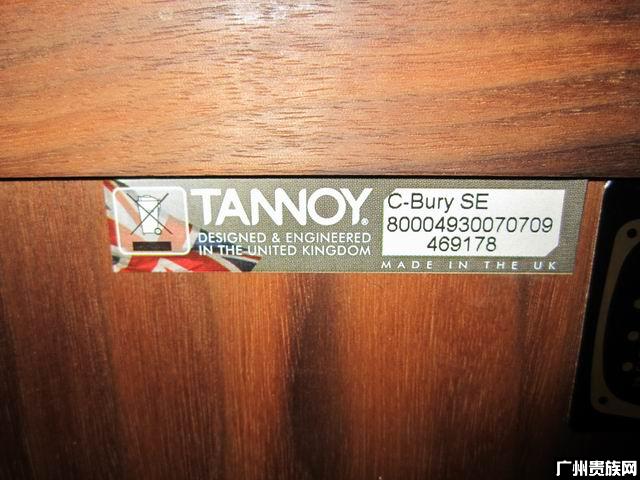 TANNOY®
DESIGNED & ENGINEERED
IN THE UNITED KINGDOM
C-Bury SE
80004930070709
469178
MADE IN THE UK
广州贵族网